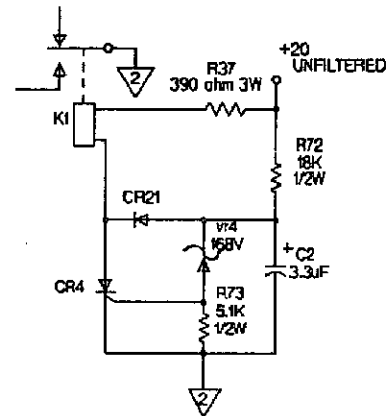 2
+20
UNFILTERED
R37
390 ohm 3W
K1
R72
18K
1/2W
CR21
vr4
168V
+
C2
3.3uF
CR4
R73
5.1K
1/2W
2